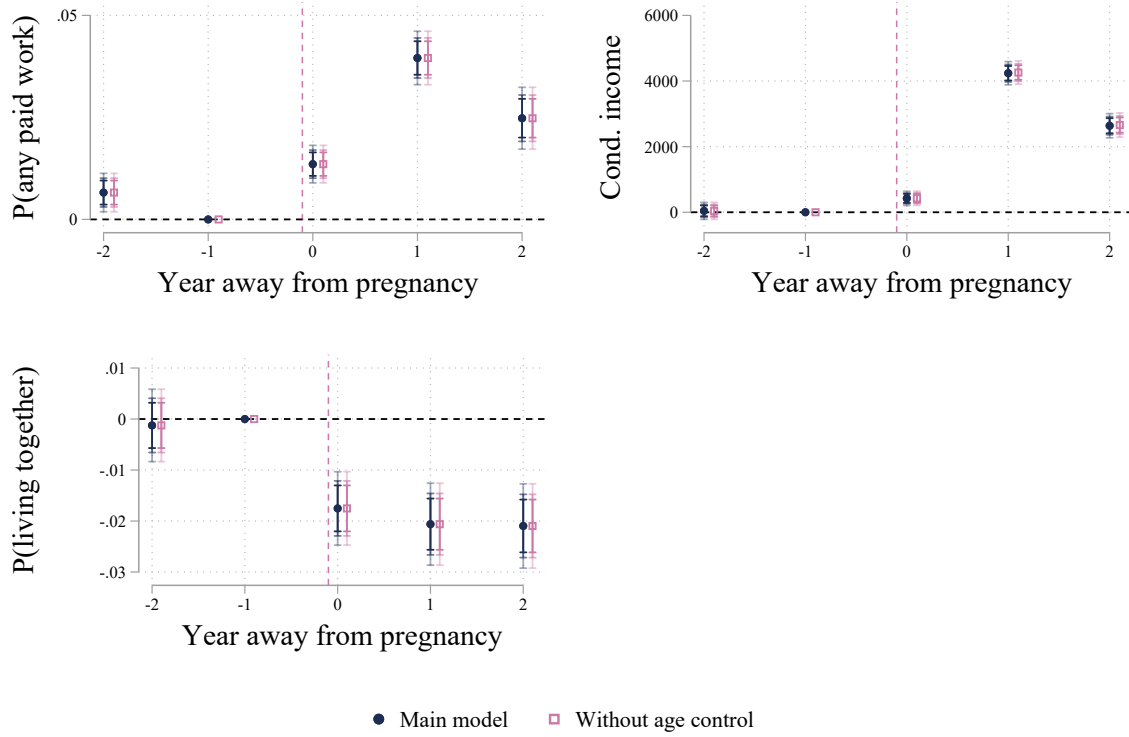 P(any paid work)
.05
0
-2 -1 0 1 2
Year away from pregnancy
Cond. income
6000
4000
2000
0
-2 -1 0 1 2
Year away from pregnancy
P(living together)
.01
0
-.01
-.02
-.03
-2 -1 0 1 2
Year away from pregnancy
Main model Without age control